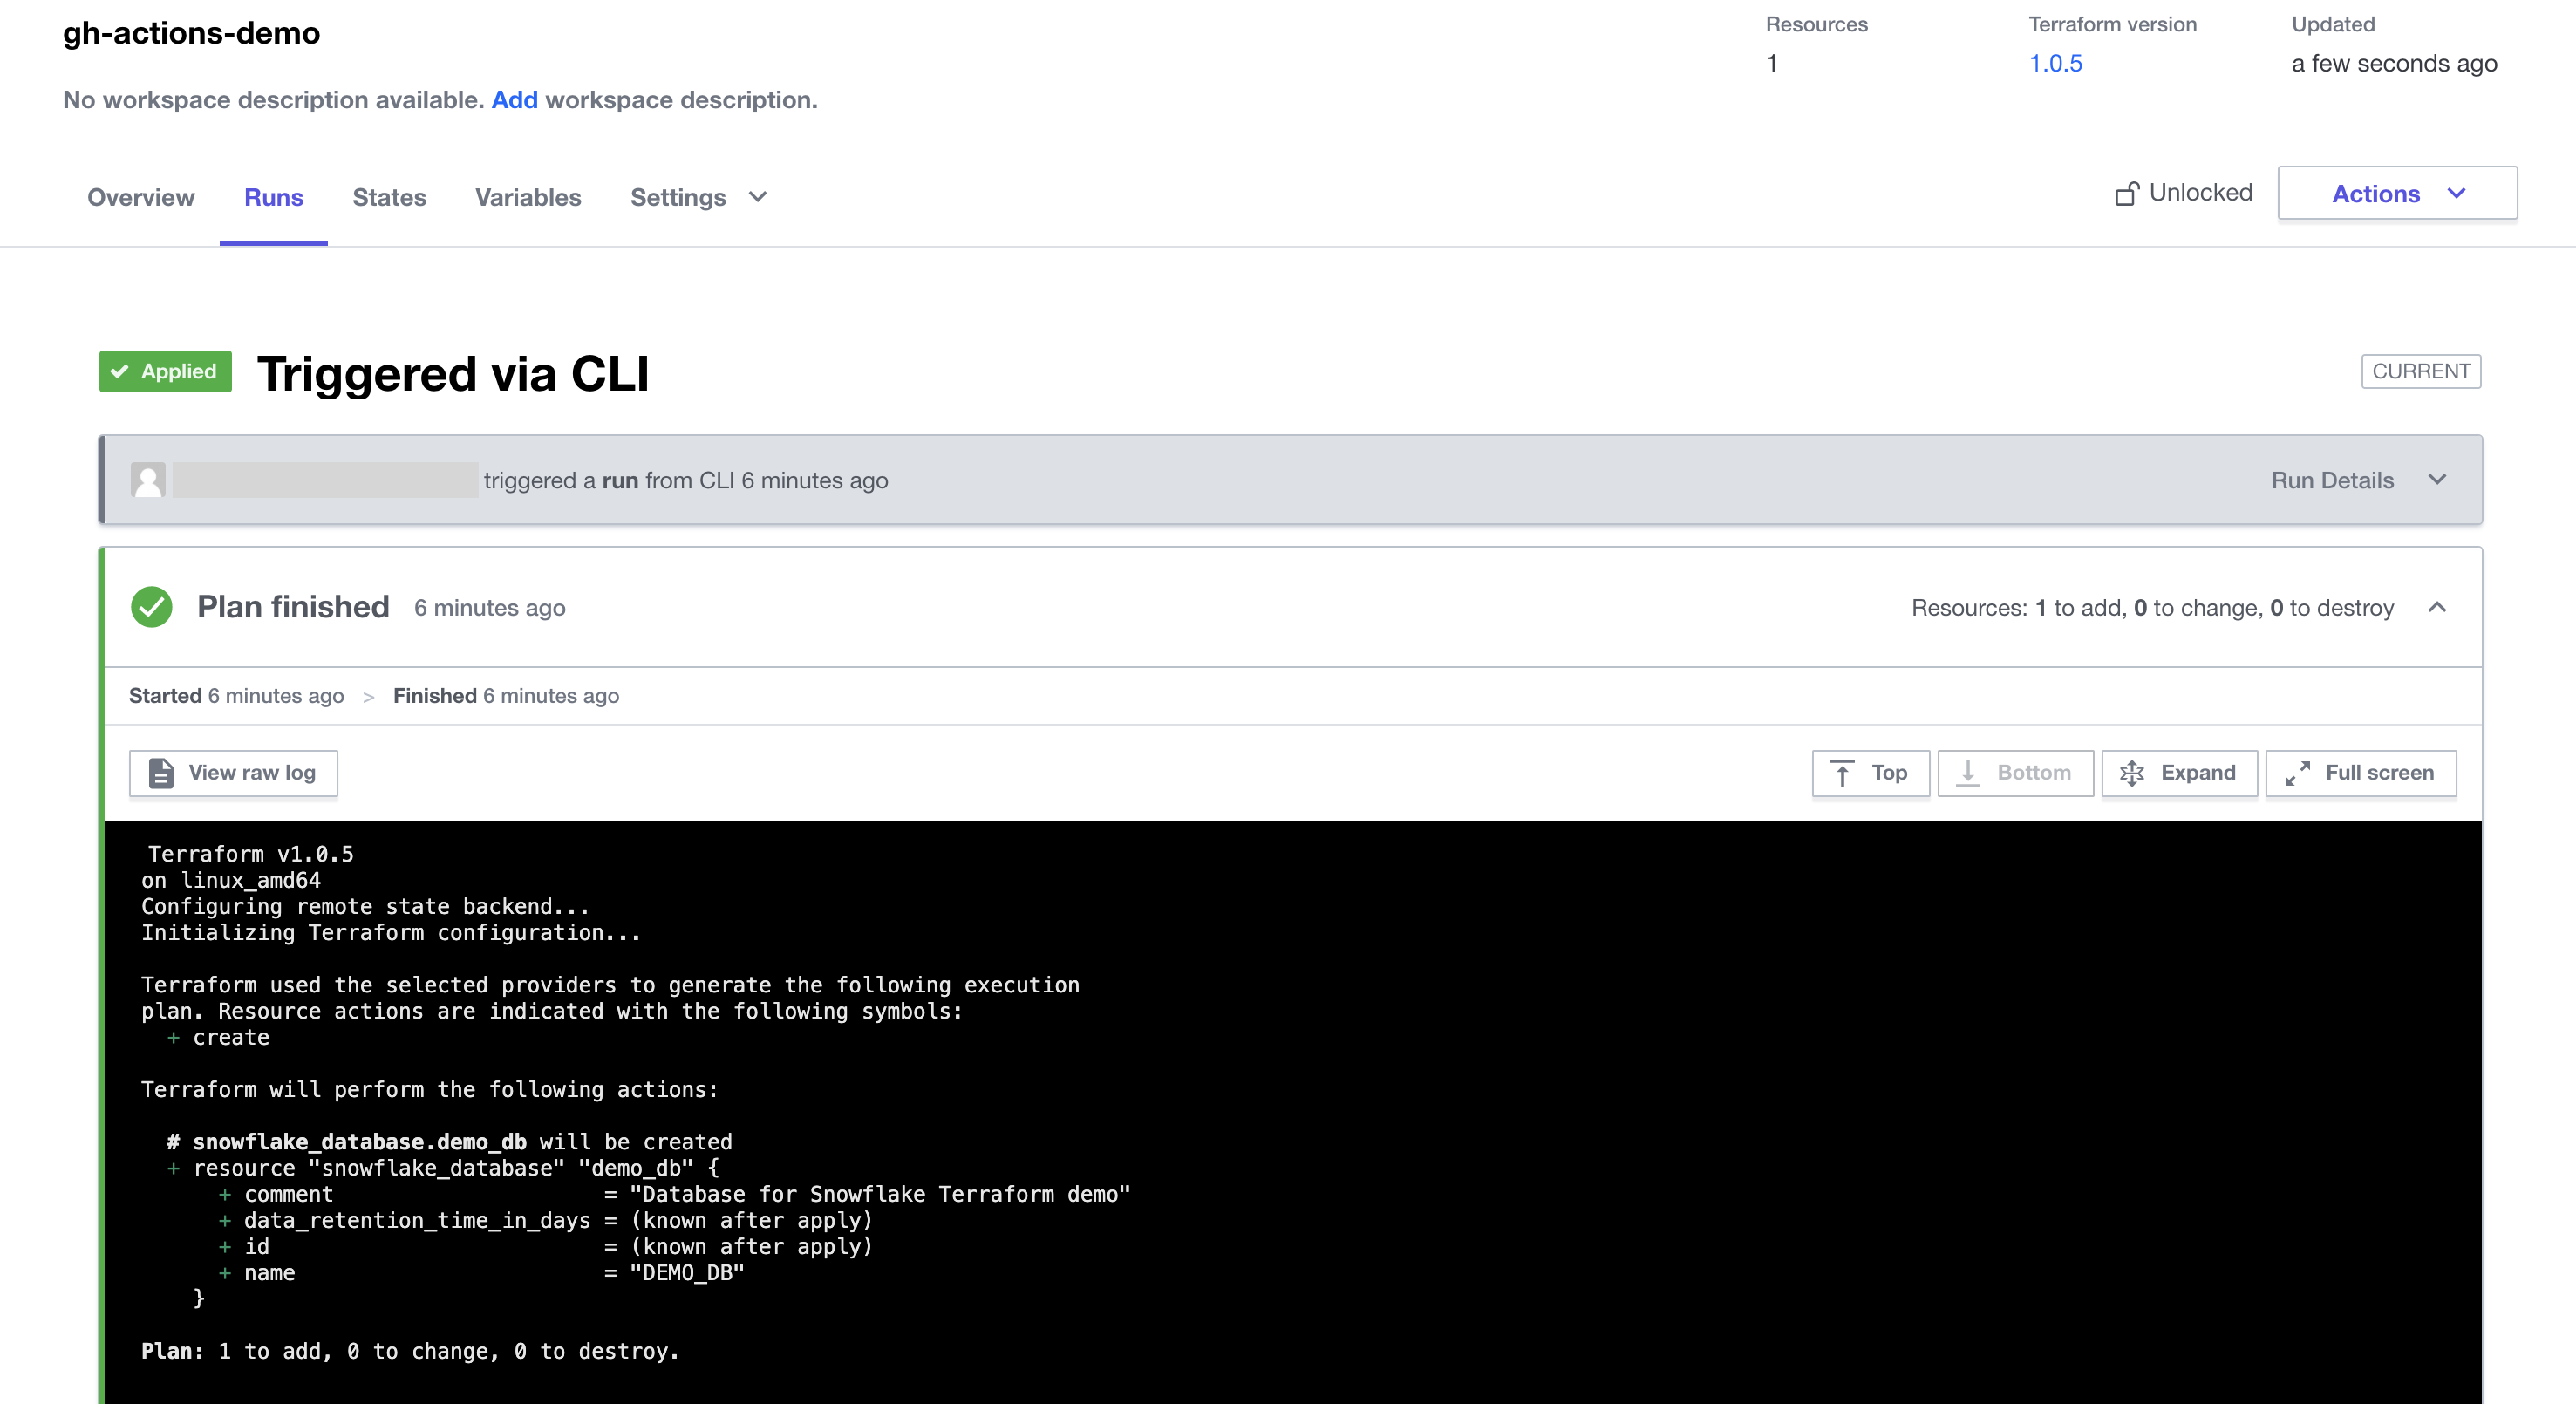 gh-actions-demo
Resources
1
Terraform version
1.0.5
Updated
a few seconds ago
No workspace description available. Add workspace description.
Overview Runs States Variables Settings
Unlocked
Actions
Applied
Triggered via CLI
CURRENT
triggered a run from CLI 6 minutes ago
Run Details
Plan finished 6 minutes ago
Resources: 1 to add, 0 to change, 0 to destroy
Started 6 minutes ago > Finished 6 minutes ago
View raw log
Top
Bottom
Expand
Full screen
Terraform v1.0.5
on linux_amd64
Configuring remote state backend...
Initializing Terraform configuration...
Terraform used the selected providers to generate the following execution
plan. Resource actions are indicated with the following symbols:
+ create
Terraform will perform the following actions:
# snowflake_database.demo_db will be created
+ resource "snowflake_database" "demo_db" {
+ comment = "Database for Snowflake Terraform demo"
+ data_retention_time_in_days = (known after apply)
+ id = (known after apply)
+ name = "DEMO_DB"
}
Plan: 1 to add, 0 to change, 0 to destroy.